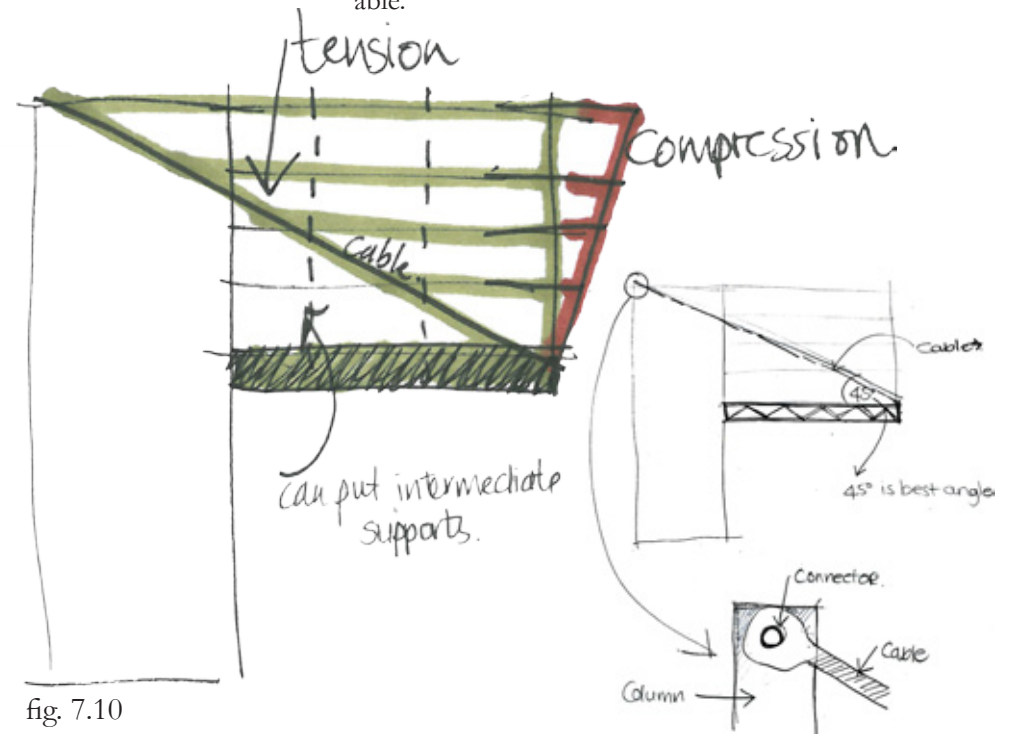 able.
tension
compression.
Cable.
can put intermediate
supports.
Cable
45°
45° is best angle
Connector.
Cable
Column
fig. 7.10